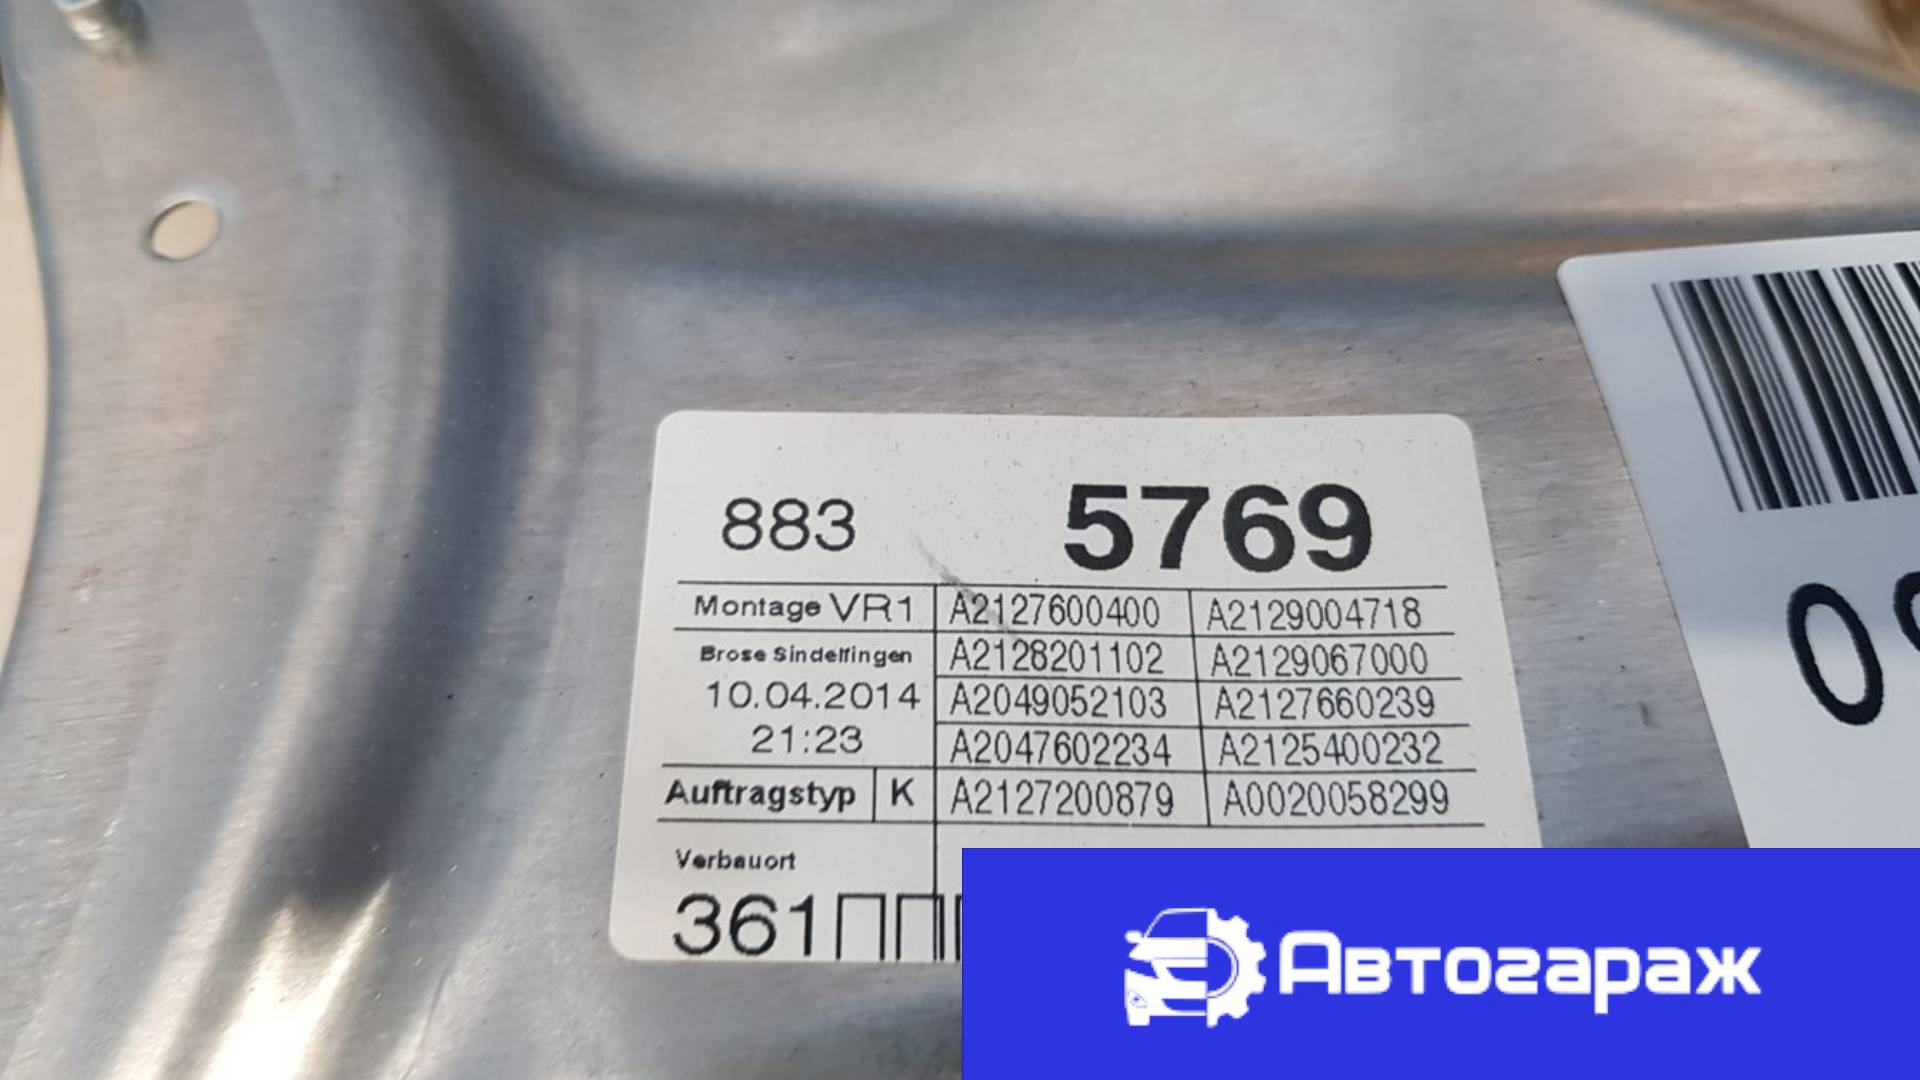 883 5769
Montage VR1 A2127600400 A2129004718
Brose Sindelfingen A2128201102 A2129067000
10.04.2014 A2049052103 A2127660239
21:23 A2047602234 A2125400232
Auftragstyp K A2127200879 A0020058299
Verbauort
361
Автогараж